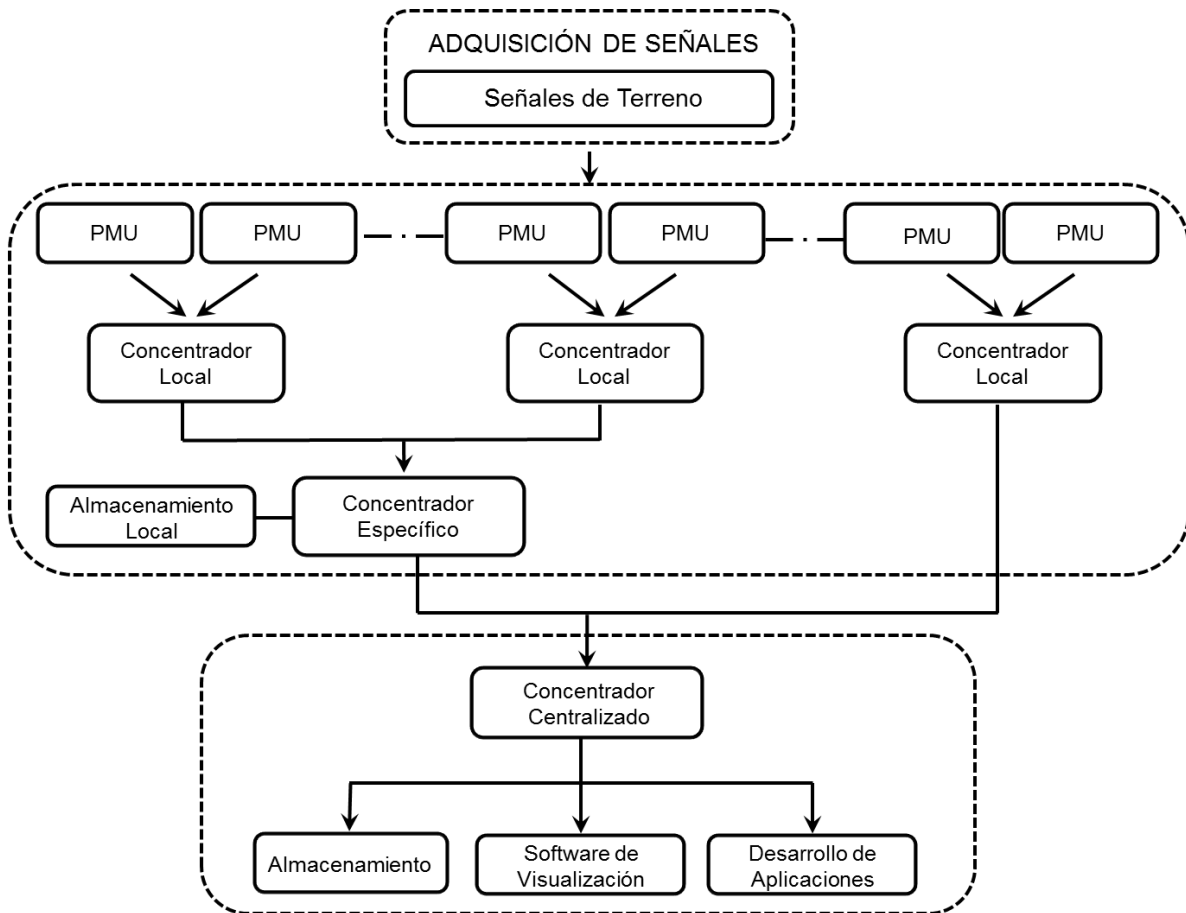 ADQUISICIÓN DE SEÑALES
Señales de Terreno
PMU
PMU
PMU
PMU
PMU
PMU
Concentrador
Local
Concentrador
Local
Concentrador
Local
Almacenamiento
Local
Concentrador
Específico
Concentrador
Centralizado
Almacenamiento
Software de
Visualización
Desarrollo de
Aplicaciones